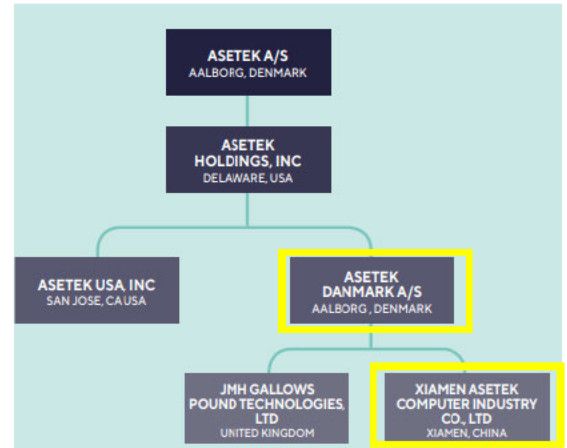 ASETEK A/S
AALBORG, DENMARK
ASETEK
HOLDINGS, INC
DELAWARE, USA
ASETEK USA, INC
SAN JOSE, CA USA
ASETEK
DANMARK A/S
AALBORG , DENMARK
JMH GALLOWS
POUND TECHNOLOGIES,
LTD
UNITED KINGDOM
XIAMEN ASETEK
COMPUTER INDUSTRY
CO., LTD
XIAMEN, CHINA